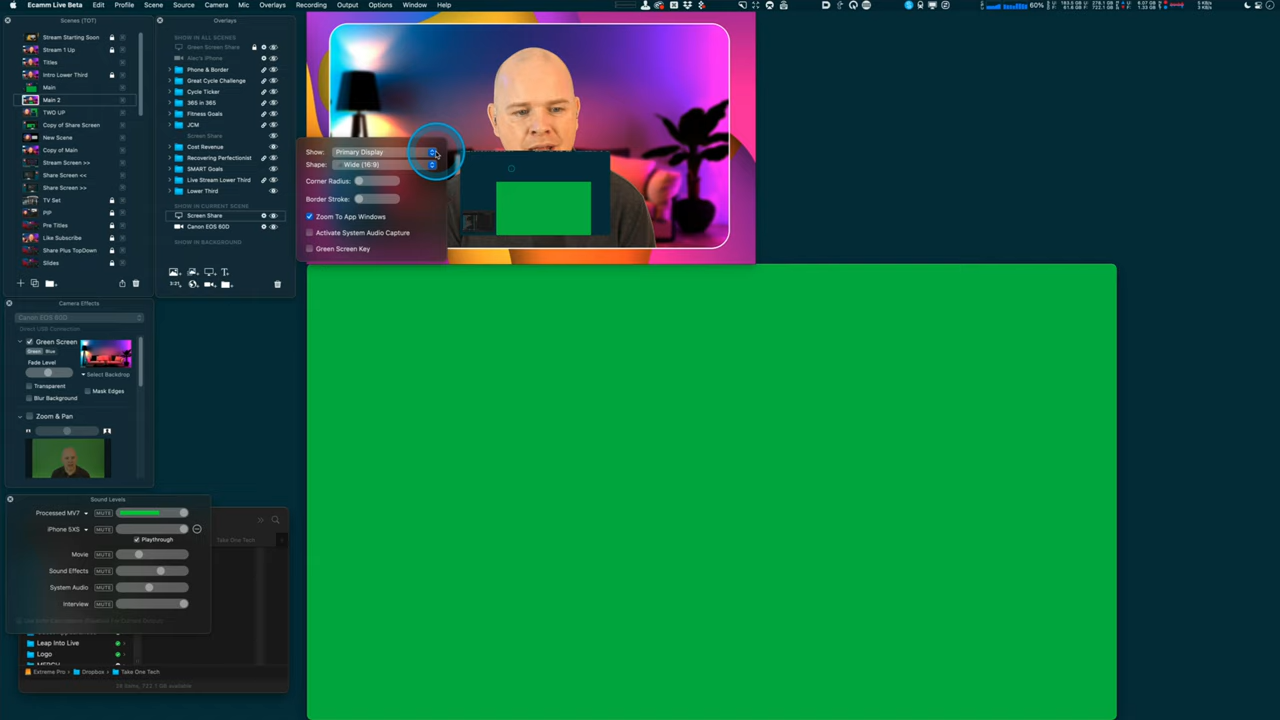 Ecamm Live Beta Edit Profile Scene Source Camera Mic Overlays Recording Output Options Window Help
60%
Scenes (TOT)
Stream Starting Soon
Stream 1 Up
Titles
Intro Lower Third
Main
Main 2
TWO UP
Copy of Share Screen
New Scene
Copy of Main
Stream Screen >>
Share Screen <<
Share Screen >>
TV Set
PIP
Pre Titles
Like Subscribe
Share Plus TopDown
Slides
Overlays
SHOW IN ALL SCENES
Green Screen Share
Alec's iPhone
Phone & Border
Great Cycle Challenge
Cycle Ticker
365 in 365
Fitness Goals
JCM
Screen Share
Cost Revenue
Recovering Perfectionist
SMART Goals
Live Stream Lower Third
Lower Third
SHOW IN CURRENT SCENE
Screen Share
Canon EOS 60D
SHOW IN BACKGROUND
Show: Primary Display
Shape: Wide (16:9)
Corner Radius:
Border Stroke:
Zoom To App Windows
Activate System Audio Capture
Green Screen Key
Camera Effects
Canon EOS 60D
Direct USB Connection
Green Screen
Green Blue
Fade Level
Select Backdrop
Transparent
Mask Edges
Blur Background
Zoom & Pan
Sound Levels
Processed MV7 MUTE
iPhone SXS MUTE
Playthrough
Movie MUTE
Sound Effects MUTE
System Audio MUTE
Interview MUTE
Take One Tech
Leap Into Live
Logo
MERCH
Extreme Pro › Dropbox › Take One Tech